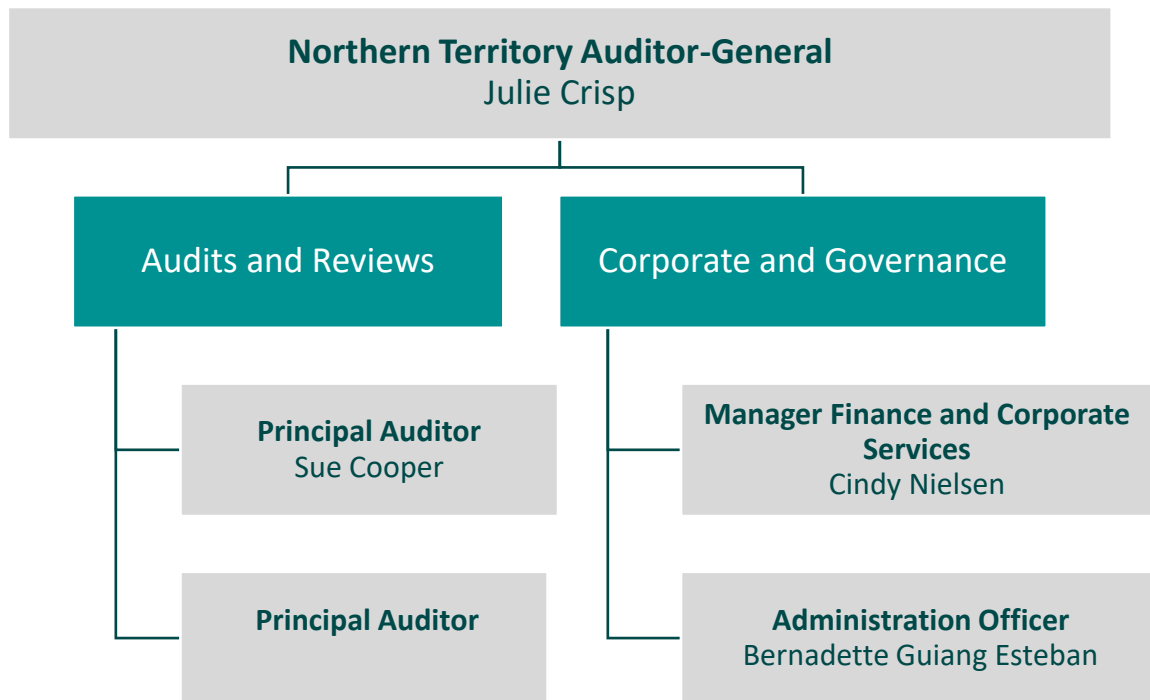 Northern Territory Auditor-General
Julie Crisp
Audits and Reviews
Corporate and Governance
Principal Auditor
Sue Cooper
Manager Finance and Corporate
Services
Cindy Nielsen
Principal Auditor
Administration Officer
Bernadette Guiang Esteban